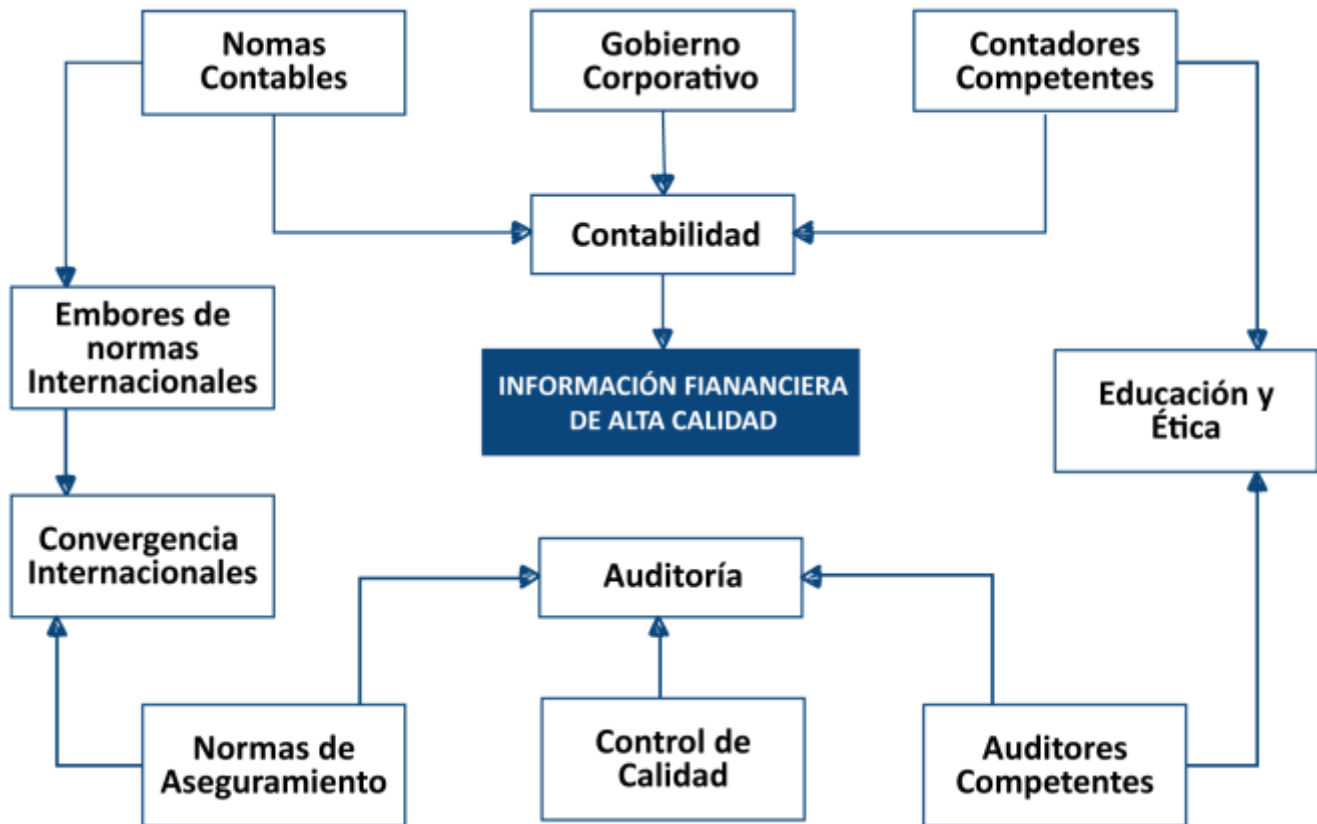 Nomas
Contables
Gobierno
Corporativo
Contadores
Competentes
Contabilidad
Embores de
normas
Internacionales
INFORMACIÓN FIANANCIERA
DE ALTA CALIDAD
Educación y
Ética
Convergencia
Internacionales
Auditoría
Normas de
Aseguramiento
Control de
Calidad
Auditores
Competentes